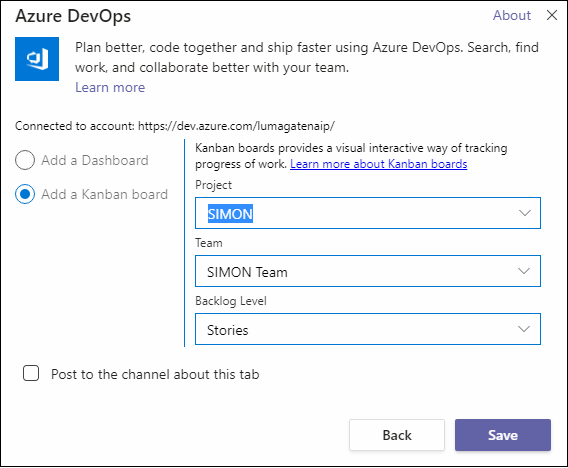 Azure DevOps
About
Plan better, code together and ship faster using Azure DevOps. Search, find
work, and collaborate better with your team.
Learn more
Connected to account: https://dev.azure.com/lumagatenaip/
Add a Dashboard
Add a Kanban board
Kanban boards provides a visual interactive way of tracking
progress of work. Learn more about Kanban boards
Project
SIMON
Team
SIMON Team
Backlog Level
Stories
Post to the channel about this tab
Back
Save